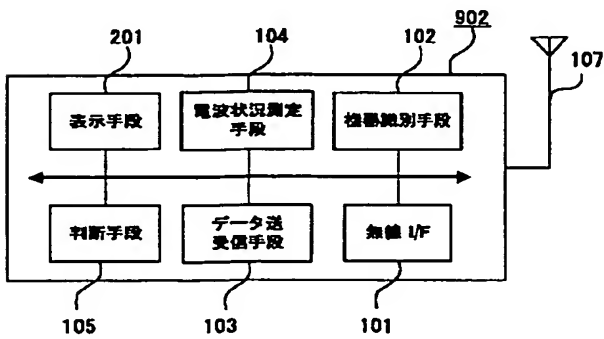 201
104
102
902
107
表示手段
電波状況測定
手段
機器識別手段
判断手段
データ送
受信手段
無線 I/F
105
103
101